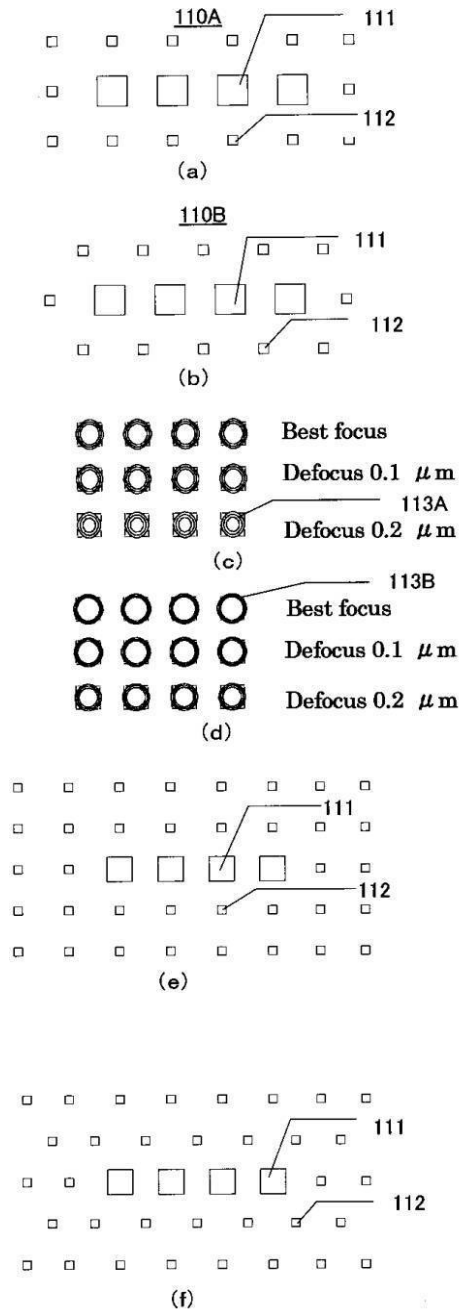 110A
111
112
(a)
110B
111
112
(b)
Best focus
Defocus 0.1 μm
113A
Defocus 0.2 μm
(c)
113B
Best focus
Defocus 0.1 μm
Defocus 0.2 μm
(d)
111
112
(e)
111
112
(f)